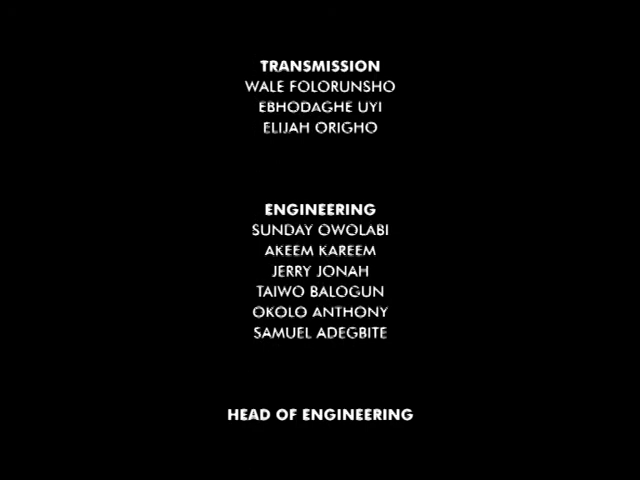 TRANSMISSION
WALE FOLORUNSHO
EBHODAGHE UYI
ELIJAH ORIGHO
ENGINEERING
SUNDAY OWOLABI
AKEEM KAREEM
JERRY JONAH
TAIWO BALOGUN
OKOLO ANTHONY
SAMUEL ADEGBITE
HEAD OF ENGINEERING